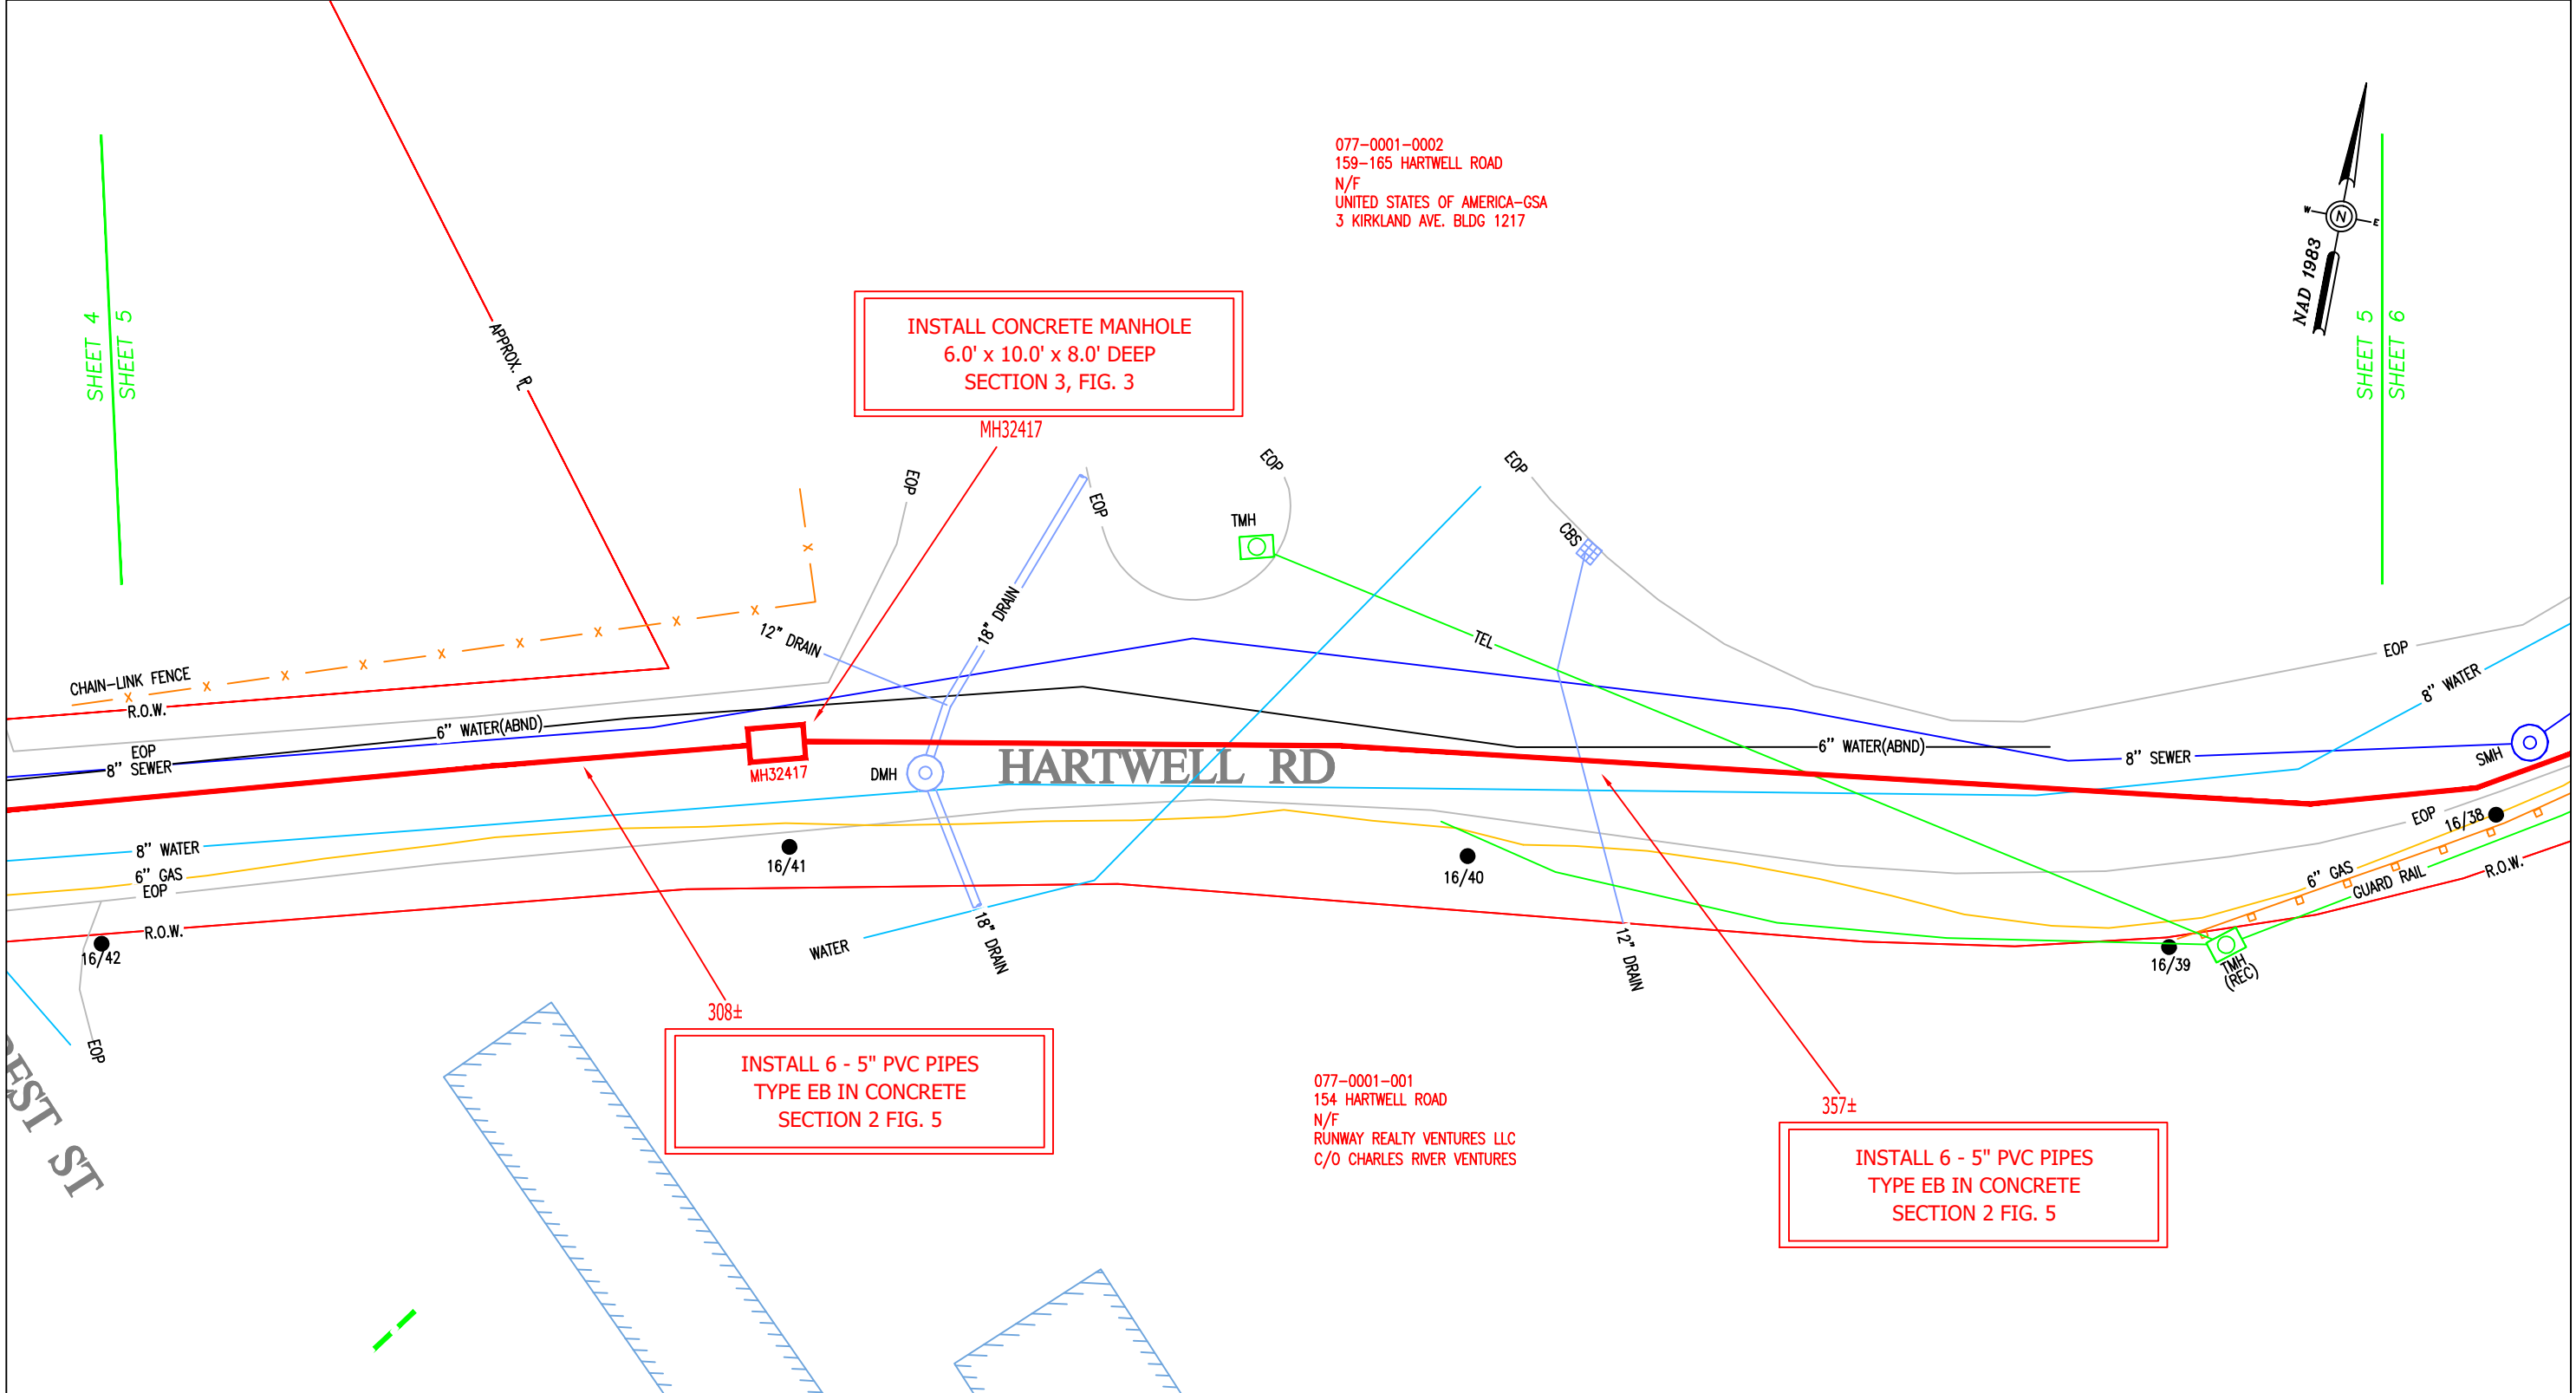 077-0001-0002
159-165 HARTWELL ROAD
N/F
UNITED STATES OF AMERICA-GSA
3 KIRKLAND AVE. BLDG 1217
W
N
E
NAD 1983
SHEET 4
SHEET 5
SHEET 5
SHEET 6
APPROX. PL
INSTALL CONCRETE MANHOLE
6.0' x 10.0' x 8.0' DEEP
SECTION 3, FIG. 3
MH32417
EOP
EOP
EOP
EOP
TMH
CBS
18" DRAIN
12" DRAIN
TEL
CHAIN-LINK FENCE
R.O.W.
EOP
8" SEWER
6" WATER(ABND)
MH32417
DMH
HARTWELL RD
6" WATER(ABND)
8" SEWER
EOP
8" WATER
SMH
8" WATER
6" GAS
EOP
R.O.W.
16/42
EOP
16/41
WATER
18" DRAIN
16/40
12" DRAIN
EOP
16/38
6" GAS
GUARD RAIL
R.O.W.
16/39
TMH
(REC)
308±
INSTALL 6 - 5" PVC PIPES
TYPE EB IN CONCRETE
SECTION 2 FIG. 5
077-0001-001
154 HARTWELL ROAD
N/F
RUNWAY REALTY VENTURES LLC
C/O CHARLES RIVER VENTURES
357±
INSTALL 6 - 5" PVC PIPES
TYPE EB IN CONCRETE
SECTION 2 FIG. 5
EST ST